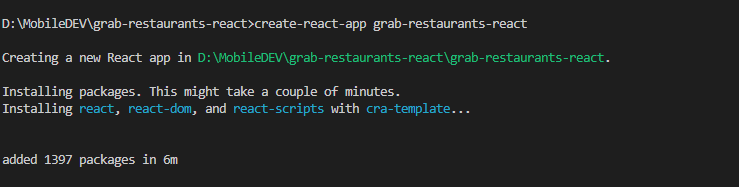 D:\MobileDEV\grab-restaurants-react>create-react-app grab-restaurants-react
Creating a new React app in D:\MobileDEV\grab-restaurants-react\grab-restaurants-react.
Installing packages. This might take a couple of minutes.
Installing react, react-dom, and react-scripts with cra-template...
added 1397 packages in 6m